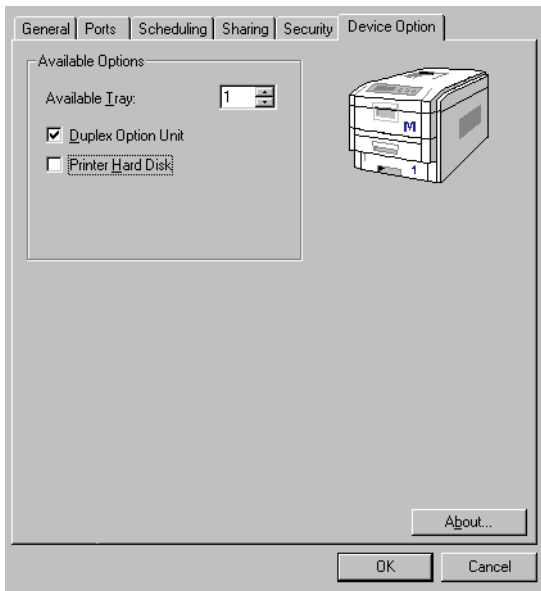 General Ports Scheduling Sharing Security Device Option
Available Options
Available Tray: 1
Duplex Option Unit
M
Printer Hard Disk
1
About...
OK Cancel